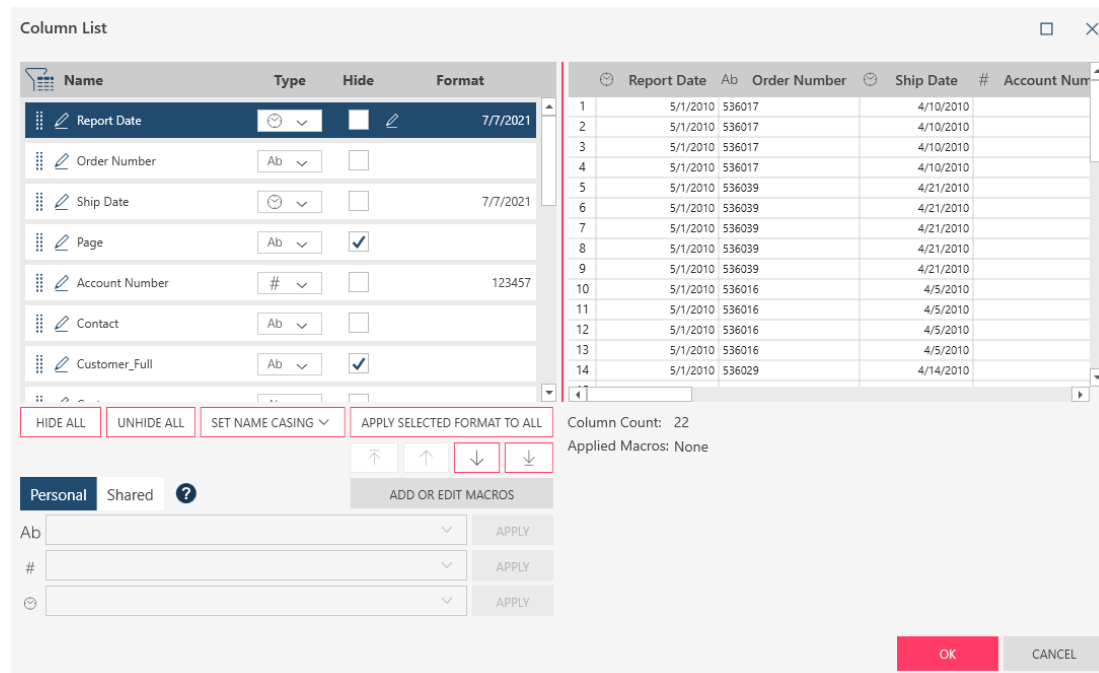 Column List
Name Type Hide Format
Report Date 7/7/2021
Order Number Ab
Ship Date 7/7/2021
Page Ab
Account Number # 123457
Contact Ab
Customer_Full Ab
HIDE ALL UNHIDE ALL SET NAME CASING APPLY SELECTED FORMAT TO ALL
Personal Shared ? ADD OR EDIT MACROS
Ab APPLY
# APPLY
APPLY
Report Date Ab Order Number Ship Date # Account Num
1 5/1/2010 536017 4/10/2010
2 5/1/2010 536017 4/10/2010
3 5/1/2010 536017 4/10/2010
4 5/1/2010 536017 4/10/2010
5 5/1/2010 536039 4/21/2010
6 5/1/2010 536039 4/21/2010
7 5/1/2010 536039 4/21/2010
8 5/1/2010 536039 4/21/2010
9 5/1/2010 536039 4/21/2010
10 5/1/2010 536016 4/5/2010
11 5/1/2010 536016 4/5/2010
12 5/1/2010 536016 4/5/2010
13 5/1/2010 536016 4/5/2010
14 5/1/2010 536029 4/14/2010
Column Count: 22
Applied Macros: None
OK CANCEL